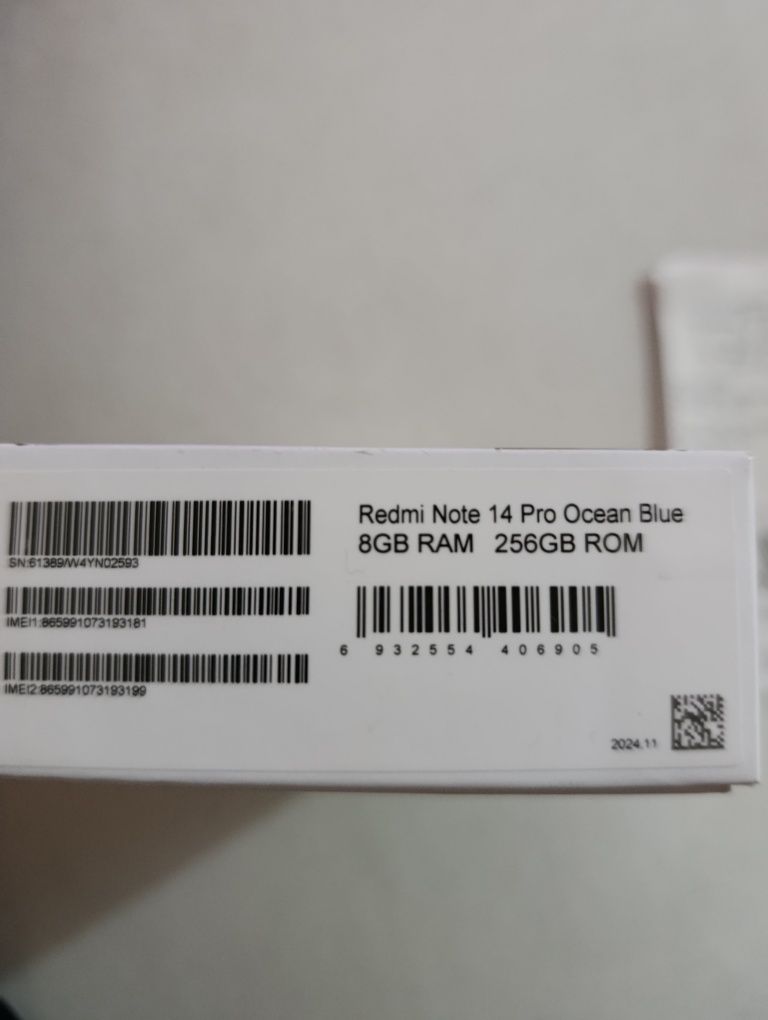 SN:61389/W4YN02593
IMEI1:865991073193181
IMEI2:865991073193199
Redmi Note 14 Pro Ocean Blue
8GB RAM 256GB ROM
6 932554 406905
2024.11